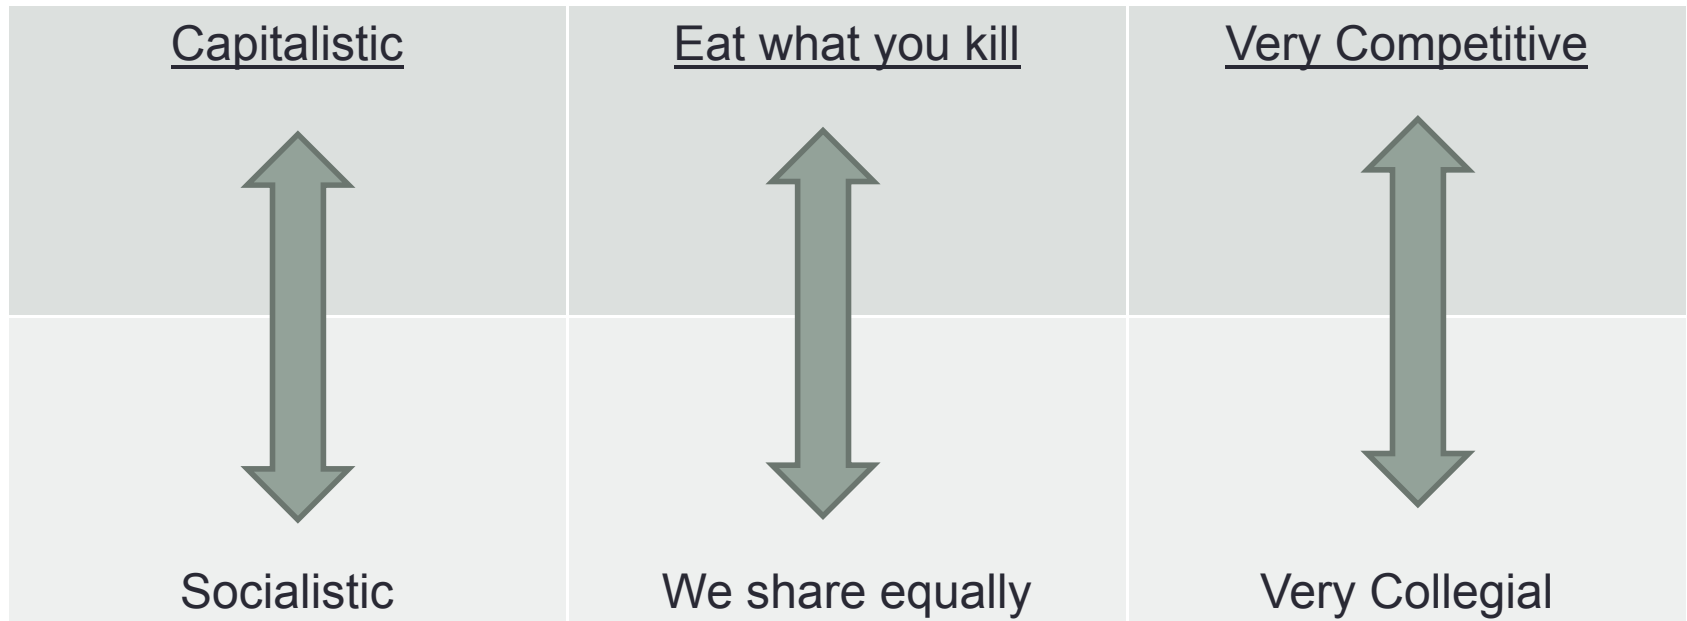 Capitalistic
Eat what you kill
Very Competitive
Socialistic
We share equally
Very Collegial